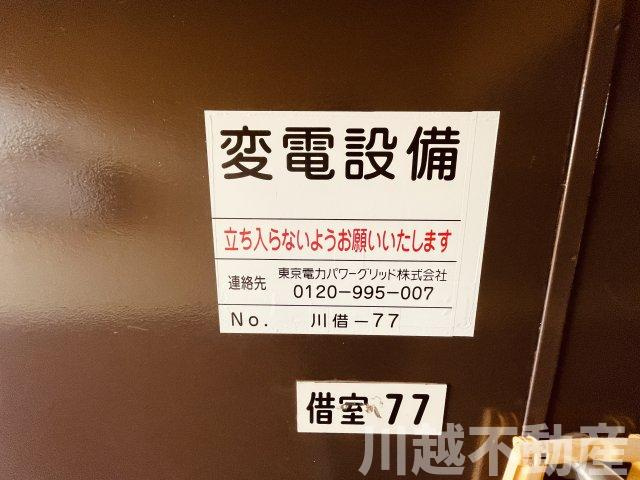 変電設備
立ち入らないようお願いいたします
連絡先 東京電力パワーグリッド株式会社
0120-995-007
No. 川借-77
借室 77
川越不動産